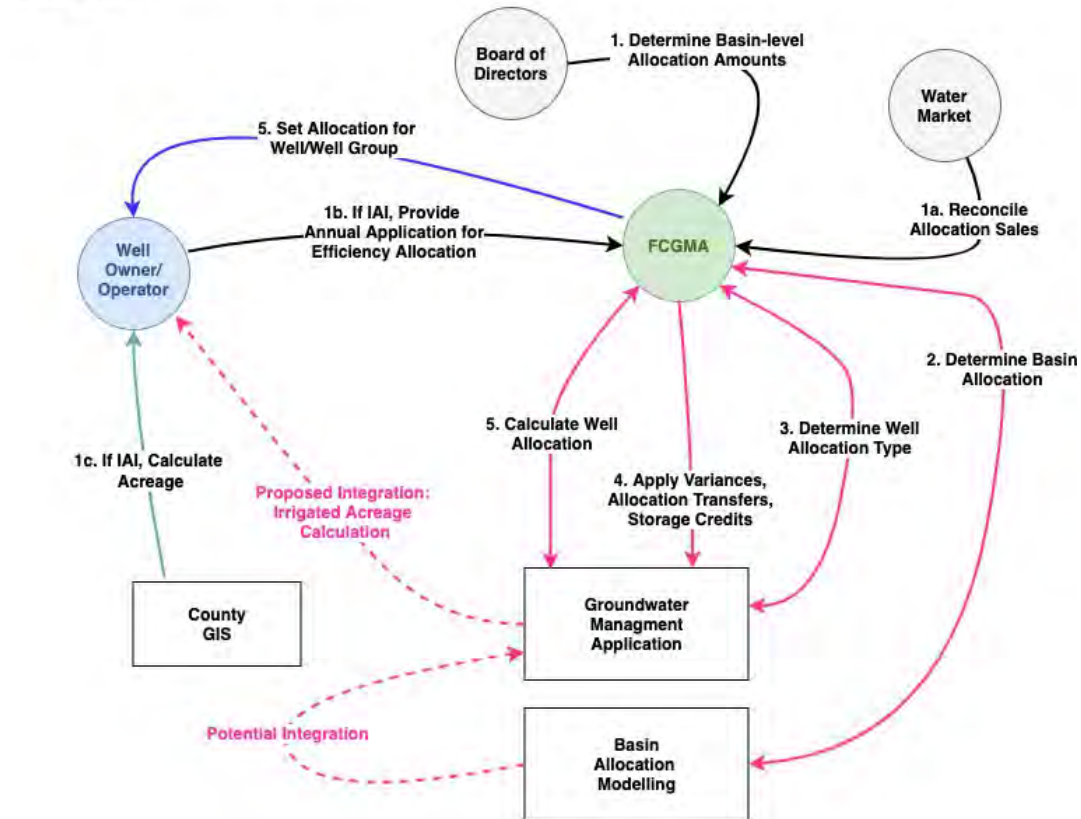 Board of
Directors
1. Determine Basin-level
Allocation Amounts
Water
Market
5. Set Allocation for
Well/Well Group
1b. If IAI, Provide
Annual Application for
Efficiency Allocation
1a. Reconcile
Allocation Sales
Well
Owner/
Operator
FCGMA
2. Determine Basin
Allocation
5. Calculate Well
Allocation
3. Determine Well
Allocation Type
1c. If IAI, Calculate
Acreage
4. Apply Variances,
Allocation Transfers,
Storage Credits
Proposed Integration:
Irrigated Acreage
Calculation
County
GIS
Groundwater
Managment
Application
Potential Integration
Basin
Allocation
Modelling